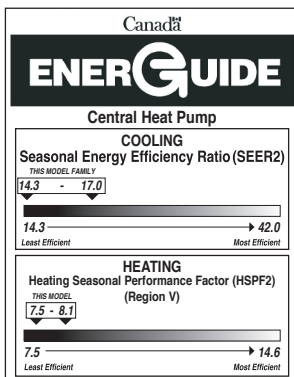 Canada
ENERGUIDE
Central Heat Pump
COOLING
Seasonal Energy Efficiency Ratio (SEER2)
THIS MODEL FAMILY
14.3 - 17.0
14.3 42.0
Least Efficient Most Efficient
HEATING
Heating Seasonal Performance Factor (HSPF2)
(Region V)
THIS MODEL
7.5 - 8.1
7.5 14.6
Least Efficient Most Efficient